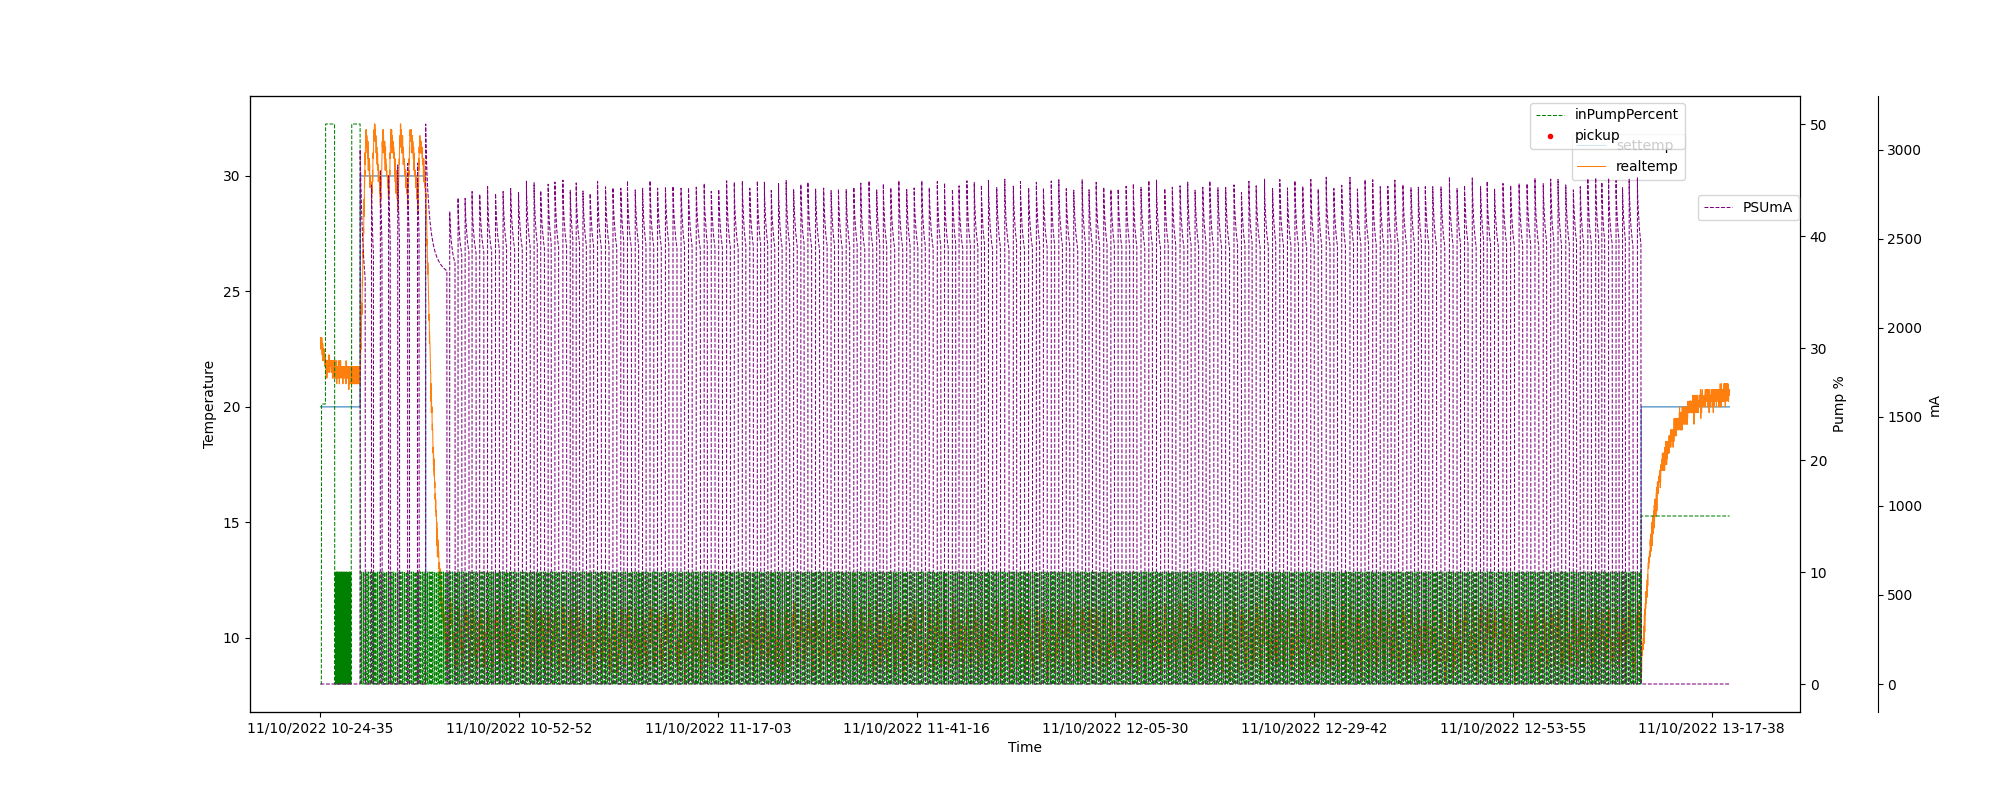 inPumpPercent
pickup
settemp
realtemp
PSUmA
30
25
20
15
10
Temperature
50
40
30
20
10
0
Pump %
3000
2500
2000
1500
1000
500
0
mA
11/10/2022 10-24-35
11/10/2022 10-52-52
11/10/2022 11-17-03
11/10/2022 11-41-16
11/10/2022 12-05-30
11/10/2022 12-29-42
11/10/2022 12-53-55
11/10/2022 13-17-38
Time